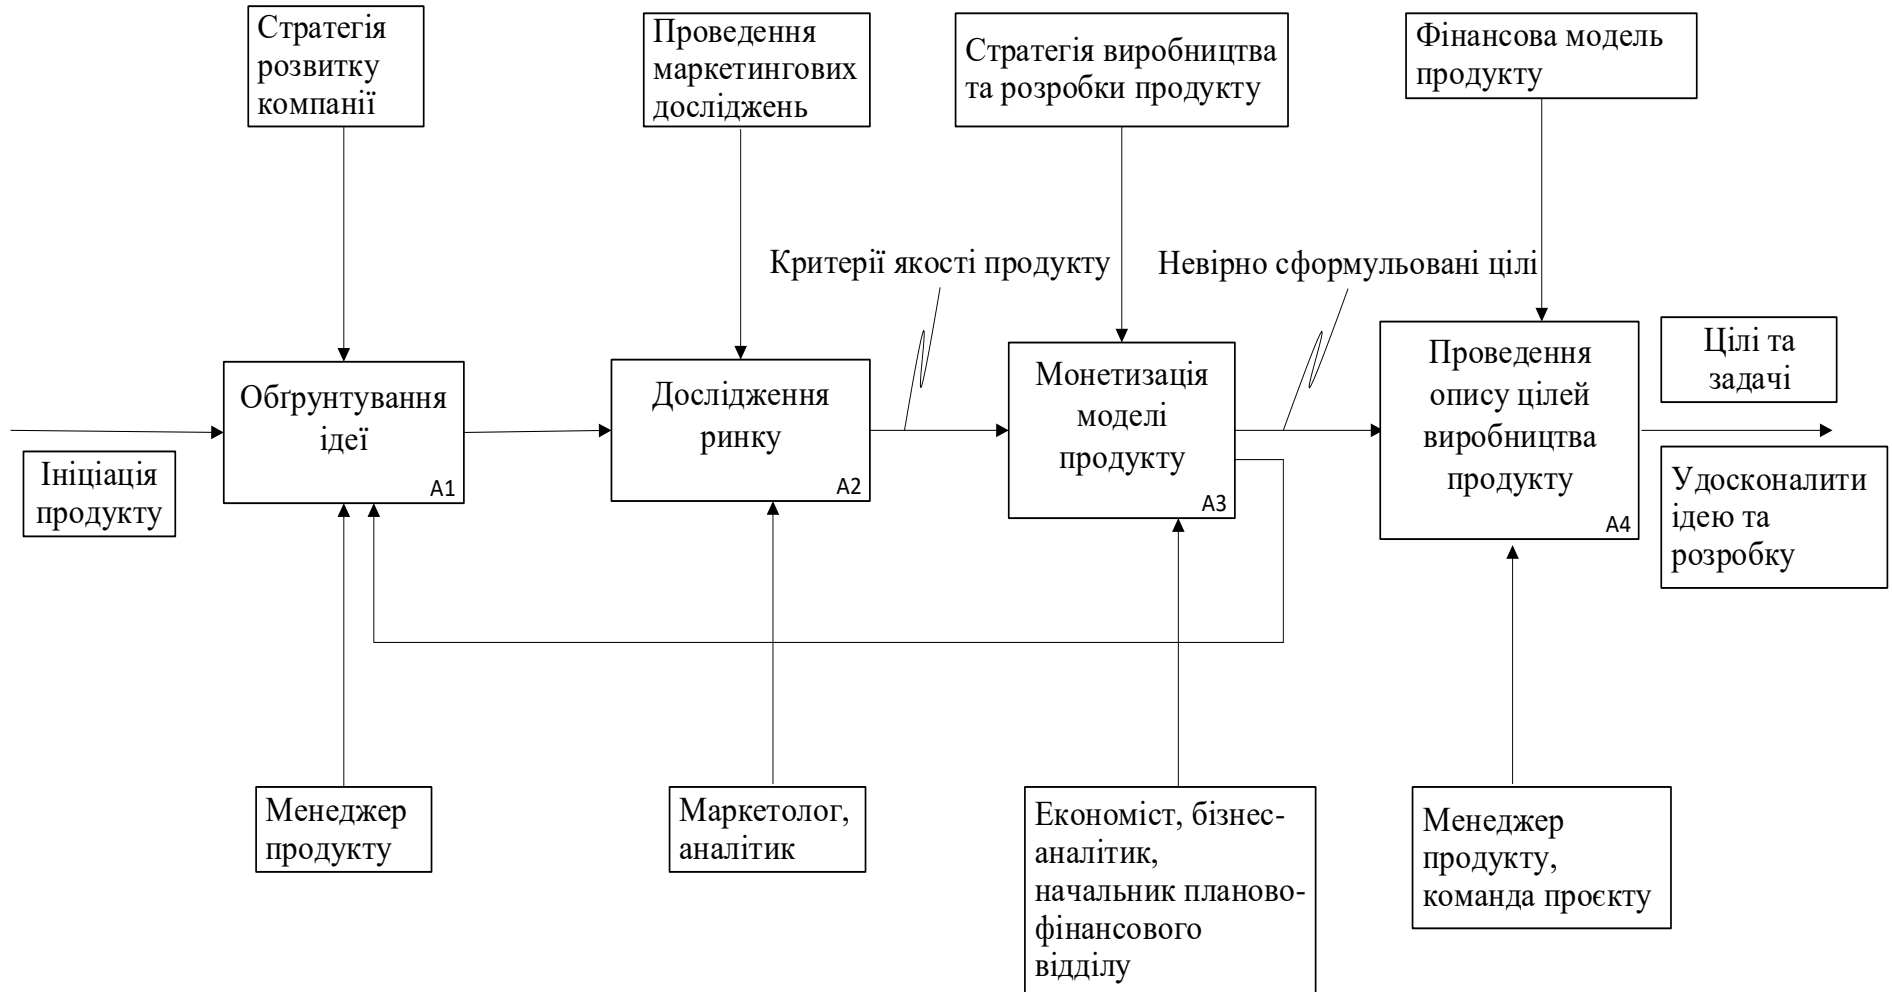 Стратегія
розвитку
компанії
Проведення
маркетингових
досліджень
Стратегія виробництва
та розробки продукту
Фінансова модель
продукту
Критерії якості продукту
Невірно сформульовані цілі
Ініціація
продукту
Обґрунтування
ідеї
A1
Дослідження
ринку
A2
Монетизація
моделі
продукту
A3
Проведення
опису цілей
виробництва
продукту
A4
Цілі та
задачі
Удосконалити
ідею та
розробку
Менеджер
продукту
Маркетолог,
аналітик
Економіст, бізнес-
аналітик,
начальник планово-
фінансового
відділу
Менеджер
продукту,
команда проєкту